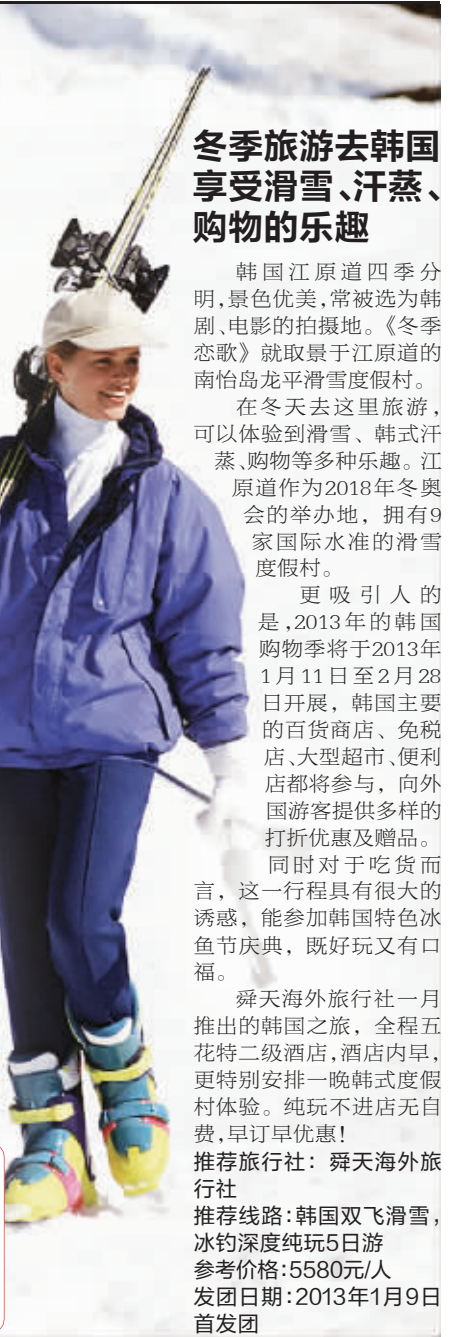 冬季旅游去韩国
享受滑雪、汗蒸、
购物的乐趣
韩国江原道四季分
明,景色优美,常被选为韩
剧、电影的拍摄地。《冬季
恋歌》就取景于江原道的
南怡岛龙平滑雪度假村。
在冬天去这里旅游,
可以体验到滑雪、韩式汗
蒸、购物等多种乐趣。江
原道作为2018年冬奥
会的举办地,拥有9
家国际水准的滑雪
度假村。
更吸引人的
是,2013年的韩国
购物季将于2013年
1月11日至2月28
日开展,韩国主要
的百货商店、免税
店、大型超市、便利
店都将参与,向外
国游客提供多样的
打折优惠及赠品。
同时对于吃货而
言,这一行程具有很大的
诱惑,能参加韩国特色冰
鱼节庆典,既好玩又有口
福。
舜天海外旅行社一月
推出的韩国之旅,全程五
花特二级酒店,酒店内早,
更特别安排一晚韩式度假
村体验。纯玩不进店无自
费,早订早优惠!
推荐旅行社:舜天海外旅
行社
推荐线路:韩国双飞滑雪,
冰钓深度纯玩5日游
参考价格:5580元/人
发团日期:2013年1月9日
首发团